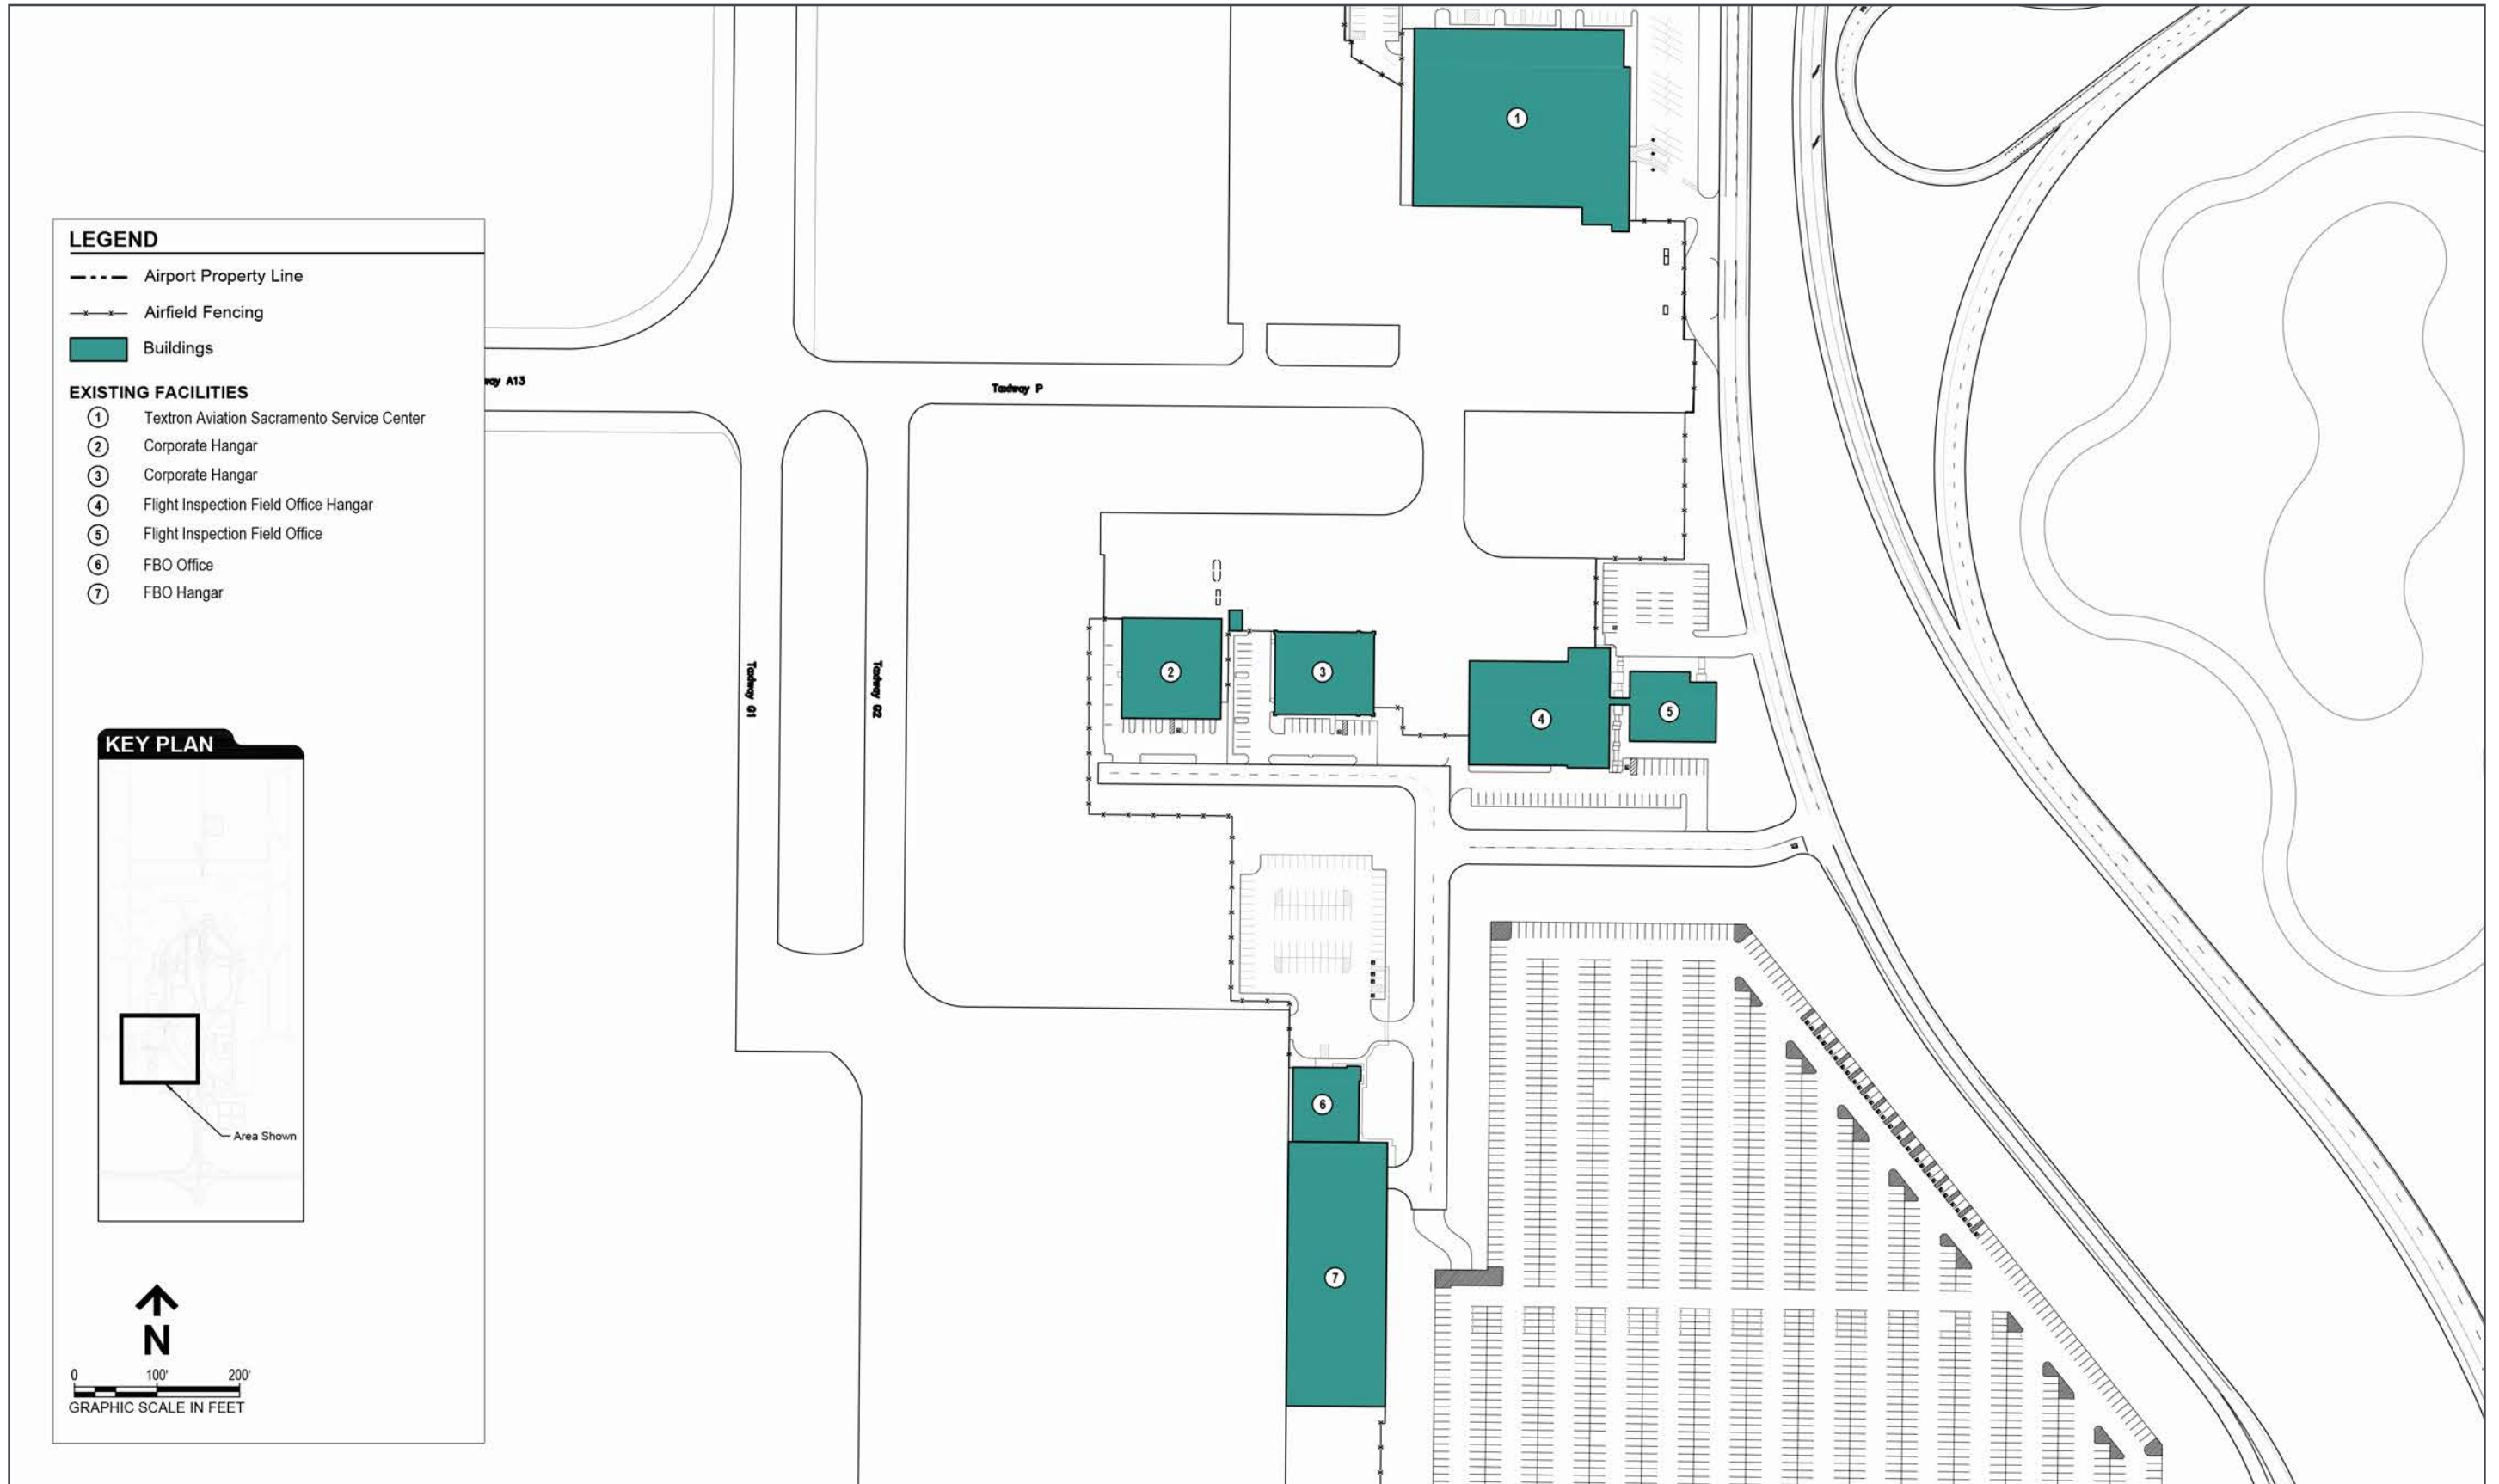 LEGEND
Airport Property Line
Airfield Fencing
Buildings
EXISTING FACILITIES
1 Textron Aviation Sacramento Service Center
2 Corporate Hangar
3 Corporate Hangar
4 Flight Inspection Field Office Hangar
5 Flight Inspection Field Office
6 FBO Office
7 FBO Hangar
KEY PLAN
Area Shown
N
0 100' 200'
GRAPHIC SCALE IN FEET
way A13
Taxiway P
Taxiway G1
Taxiway G2
1
2
3
4
5
6
7